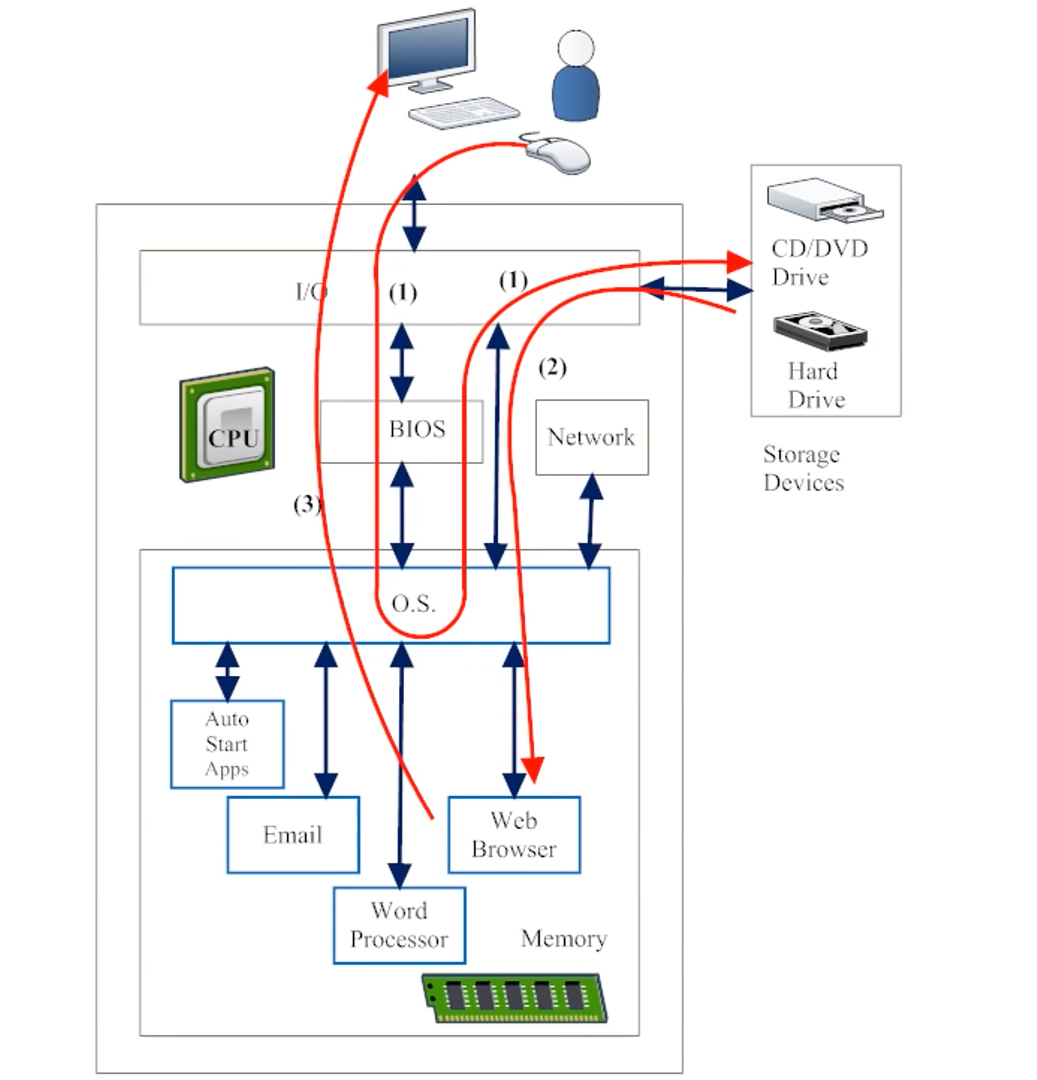 CD/DVD
Drive
I/O
(1)
(1)
Hard
Drive
(2)
CPU
BIOS
Network
Storage
Devices
(3)
O.S.
Auto
Start
Apps
Email
Web
Browser
Word
Processor
Memory